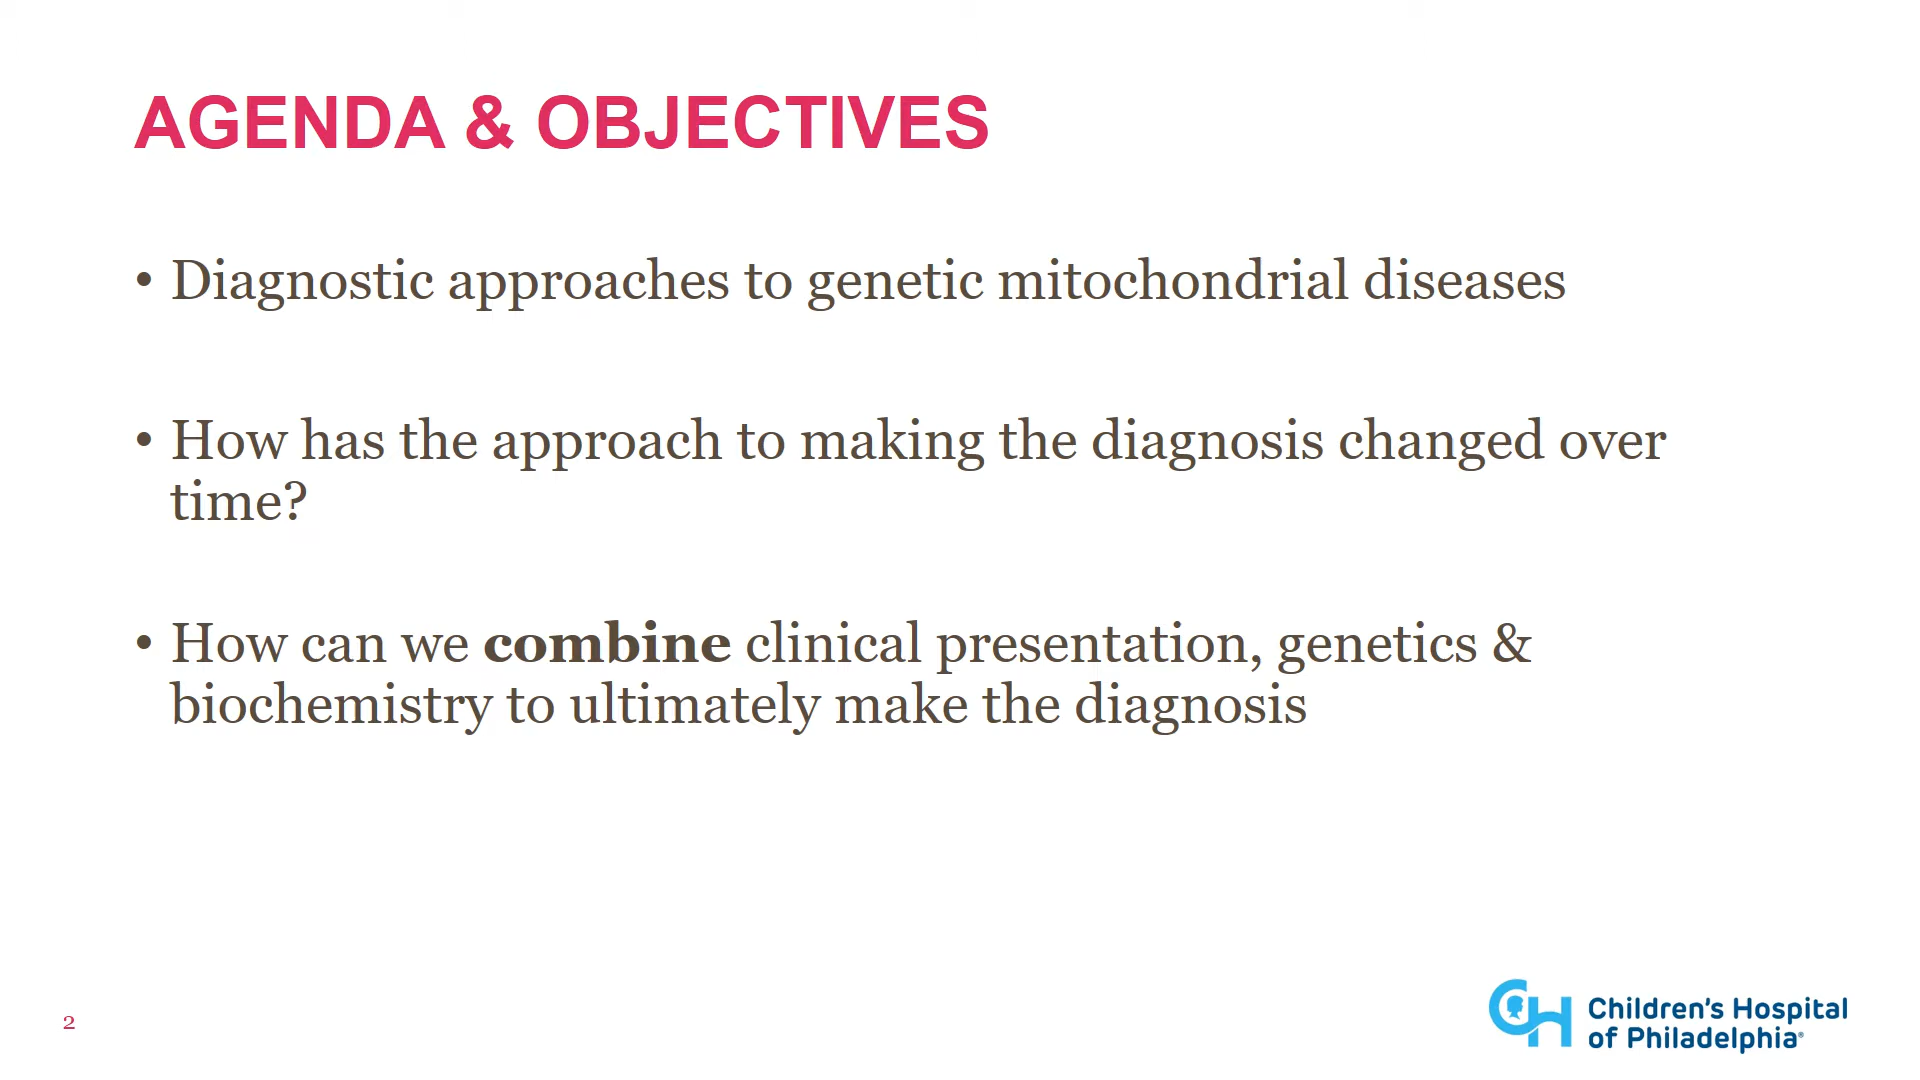 AGENDA & OBJECTIVES
• Diagnostic approaches to genetic mitochondrial diseases
• How has the approach to making the diagnosis changed over
time?
• How can we combine clinical presentation, genetics &
biochemistry to ultimately make the diagnosis
2
CH Children's Hospital
of Philadelphia®